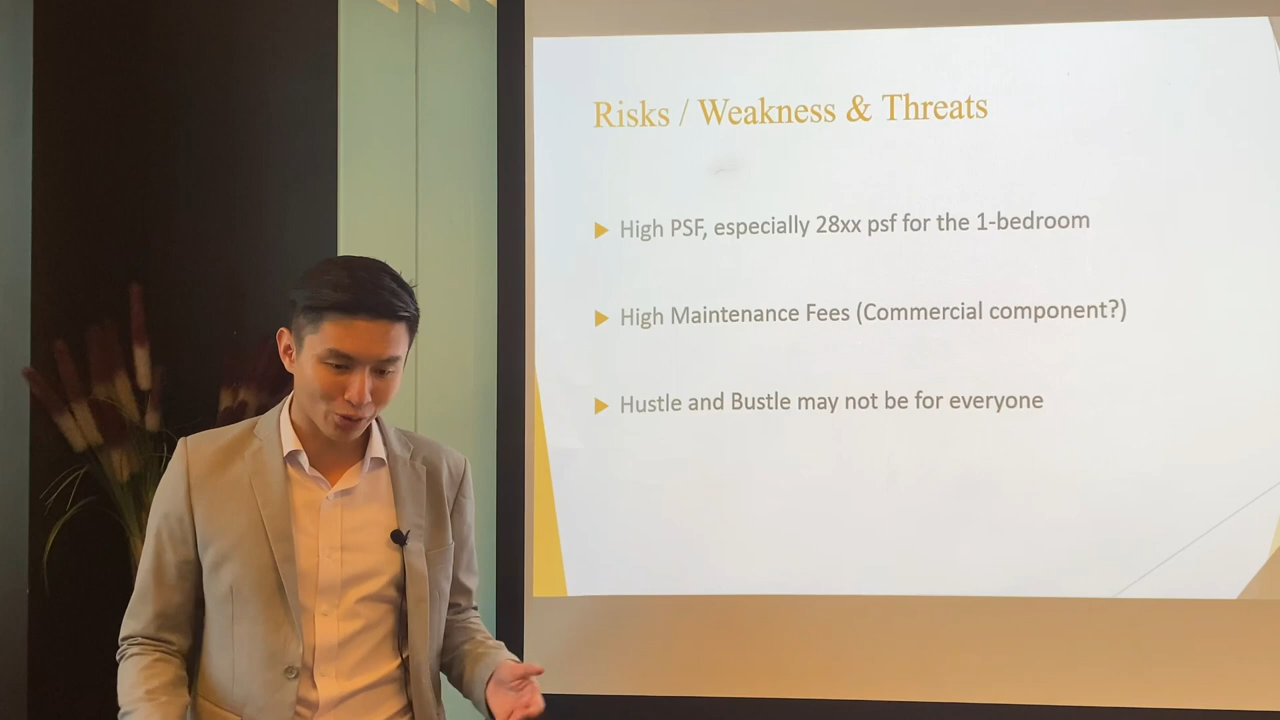 Risks / Weakness & Threats
High PSF, especially 28xx psf for the 1-bedroom
High Maintenance Fees (Commercial component?)
Hustle and Bustle may not be for everyone